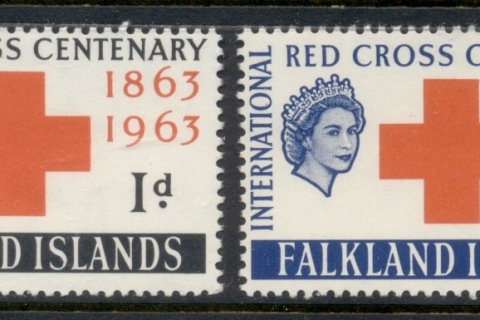 SS CENTENARY
1863
1963
1d
D ISLANDS
INTERNATIONAL
RED CROSS C
FALKLAND I